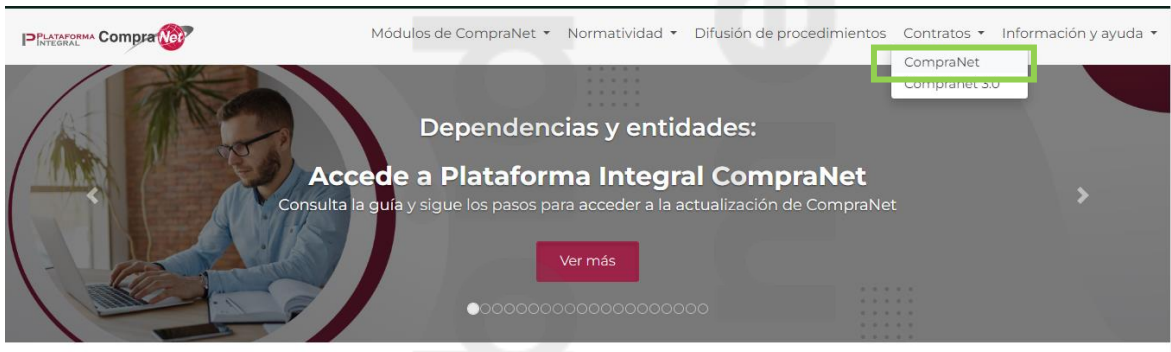 PLATAFORMA INTEGRAL CompraNet
Módulos de CompraNet Normatividad Difusión de procedimientos Contratos Información y ayuda
CompraNet
Compranet 3.0
Dependencias y entidades:
Accede a Plataforma Integral CompraNet
Consulta la guía y sigue los pasos para acceder a la actualización de CompraNet
Ver más